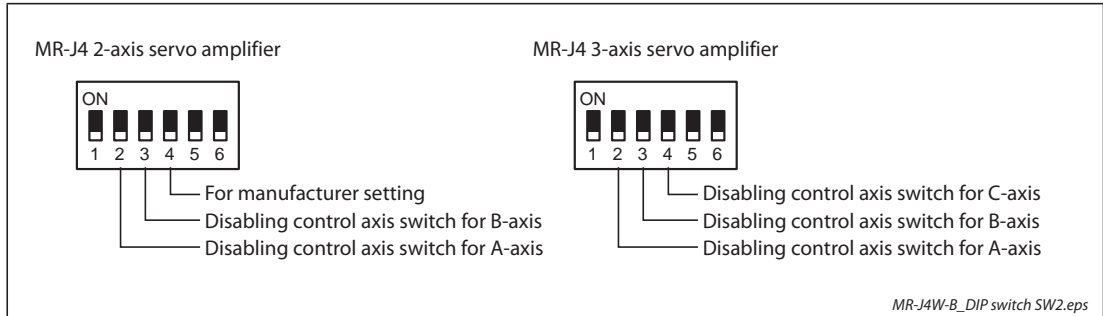 MR-J4 2-axis servo amplifier
ON
1 2 3 4 5 6
For manufacturer setting
Disabling control axis switch for B-axis
Disabling control axis switch for A-axis
MR-J4 3-axis servo amplifier
ON
1 2 3 4 5 6
Disabling control axis switch for C-axis
Disabling control axis switch for B-axis
Disabling control axis switch for A-axis
MR-J4W-B_DIP switch SW2.eps